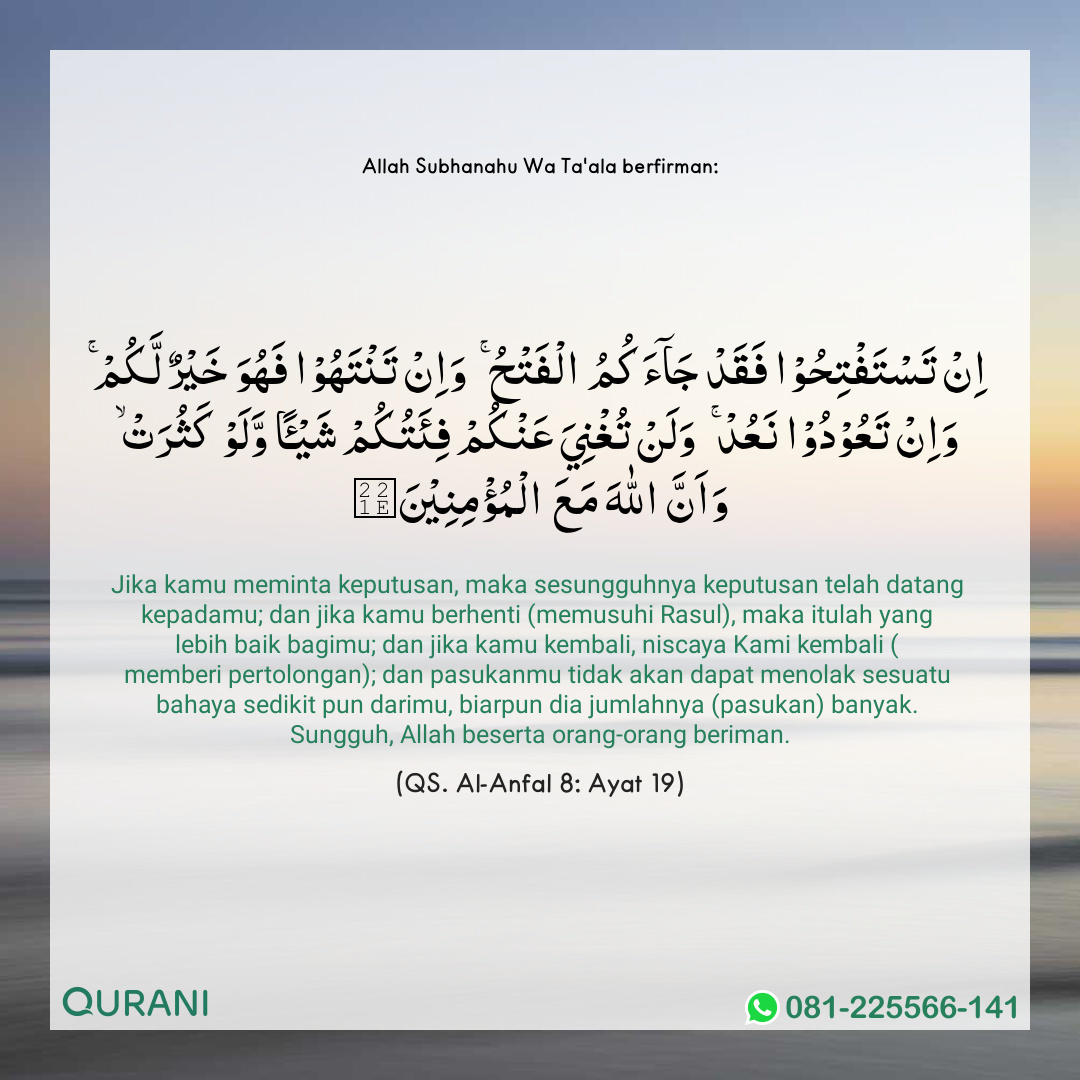 Allah Subhanahu Wa Ta'ala berfirman:
اِنْ تَسْتَفْتِحُوْا فَقَدْ جَآءَكُمُ الْفَتْحُ ۚ وَاِنْ تَنْتَهُوْا فَهُوَ خَيْرٌ لَّكُمْ ۚ
وَاِنْ تَعُوْدُوْا نَعُدْ ۚ وَلَنْ تُغْنِيَ عَنْكُمْ فِئَتُكُمْ شَيْـًٔا وَّلَوْ كَثُرَتْ ۙ
وَاَنَّ اللّٰهَ مَعَ الْمُؤْمِنِيْنَ∞
Jika kamu meminta keputusan, maka sesungguhnya keputusan telah datang
kepadamu; dan jika kamu berhenti (memusuhi Rasul), maka itulah yang
lebih baik bagimu; dan jika kamu kembali, niscaya Kami kembali (
memberi pertolongan); dan pasukanmu tidak akan dapat menolak sesuatu
bahaya sedikit pun darimu, biarpun dia jumlahnya (pasukan) banyak.
Sungguh, Allah beserta orang-orang beriman.
(QS. Al-Anfal 8: Ayat 19)
QURANI
081-225566-141